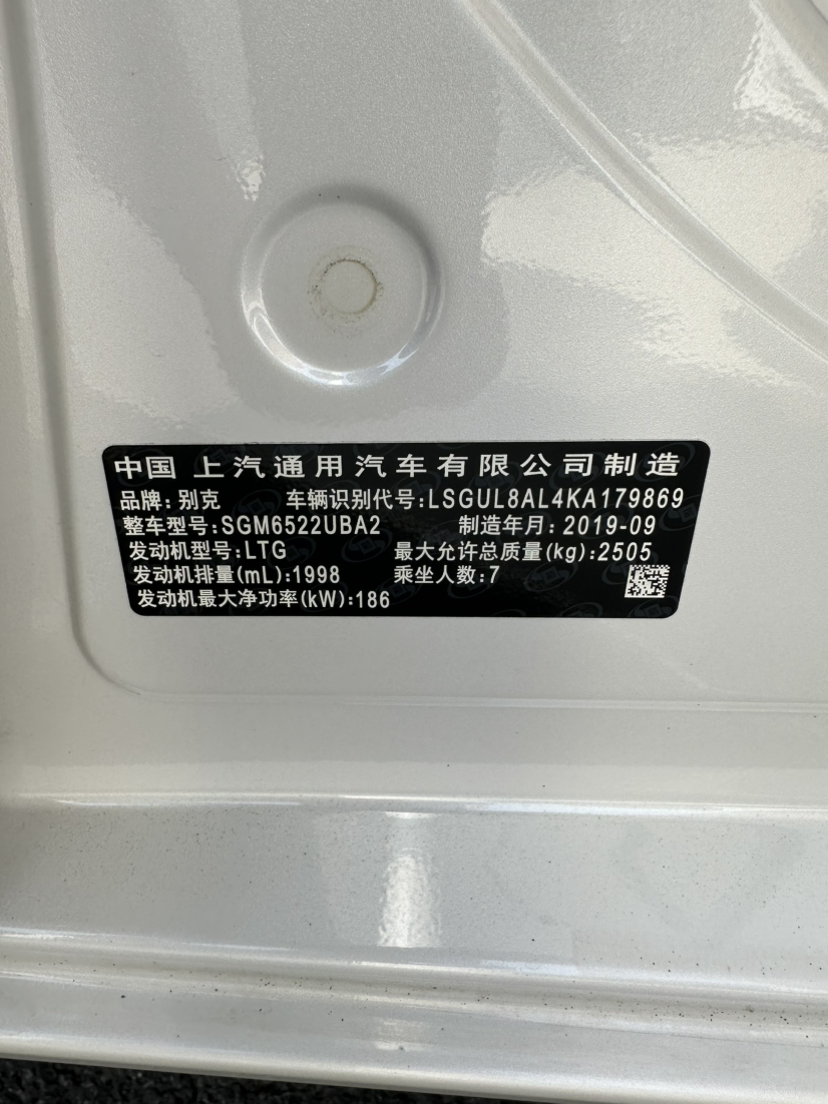 中国 上汽通用汽车有限公司制造
品牌: 别克 车辆识别代号:LSGUL8AL4KA179869
整车型号:SGM6522UBA2 制造年月: 2019-09
发动机型号:LTG 最大允许总质量(kg):2505
发动机排量(mL):1998 乘坐人数:7
发动机最大净功率(kW):186